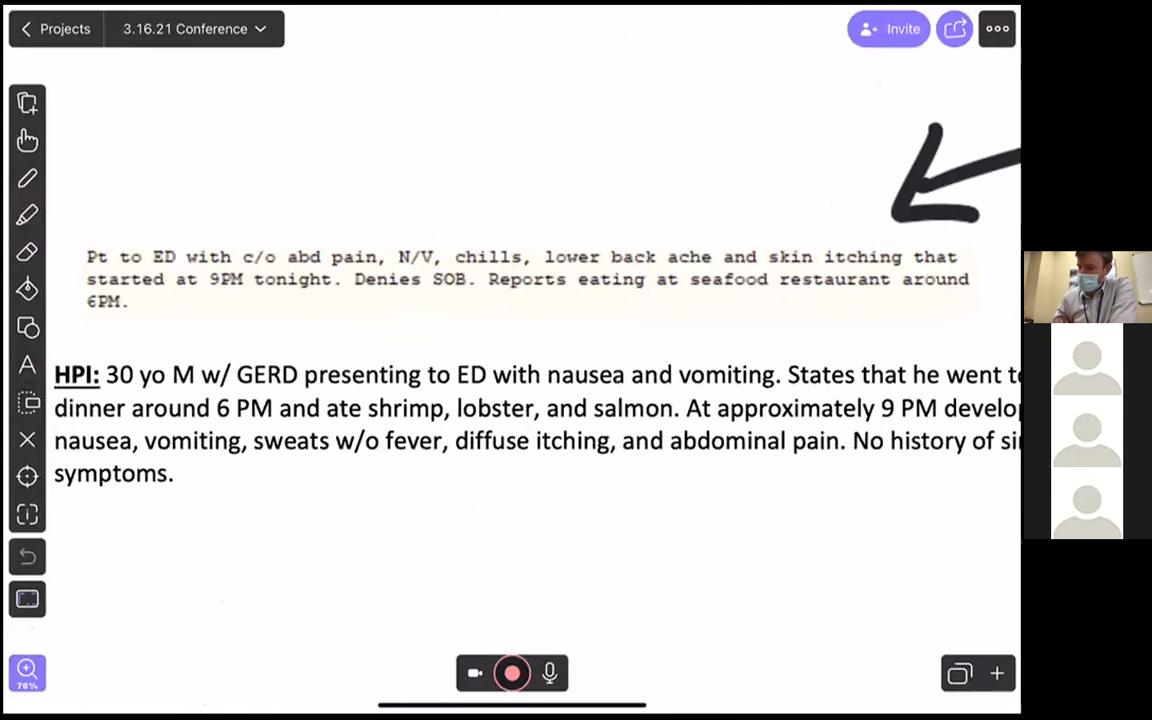 Projects
3.16.21 Conference
Invite
Pt to ED with c/o abd pain, N/V, chills, lower back ache and skin itching that
started at 9PM tonight. Denies SOB. Reports eating at seafood restaurant around
6PM.
HPI: 30 yo M w/ GERD presenting to ED with nausea and vomiting. States that he went
dinner around 6 PM and ate shrimp, lobster, and salmon. At approximately 9 PM develo
nausea, vomiting, sweats w/o fever, diffuse itching, and abdominal pain. No history of
symptoms.
A
78%